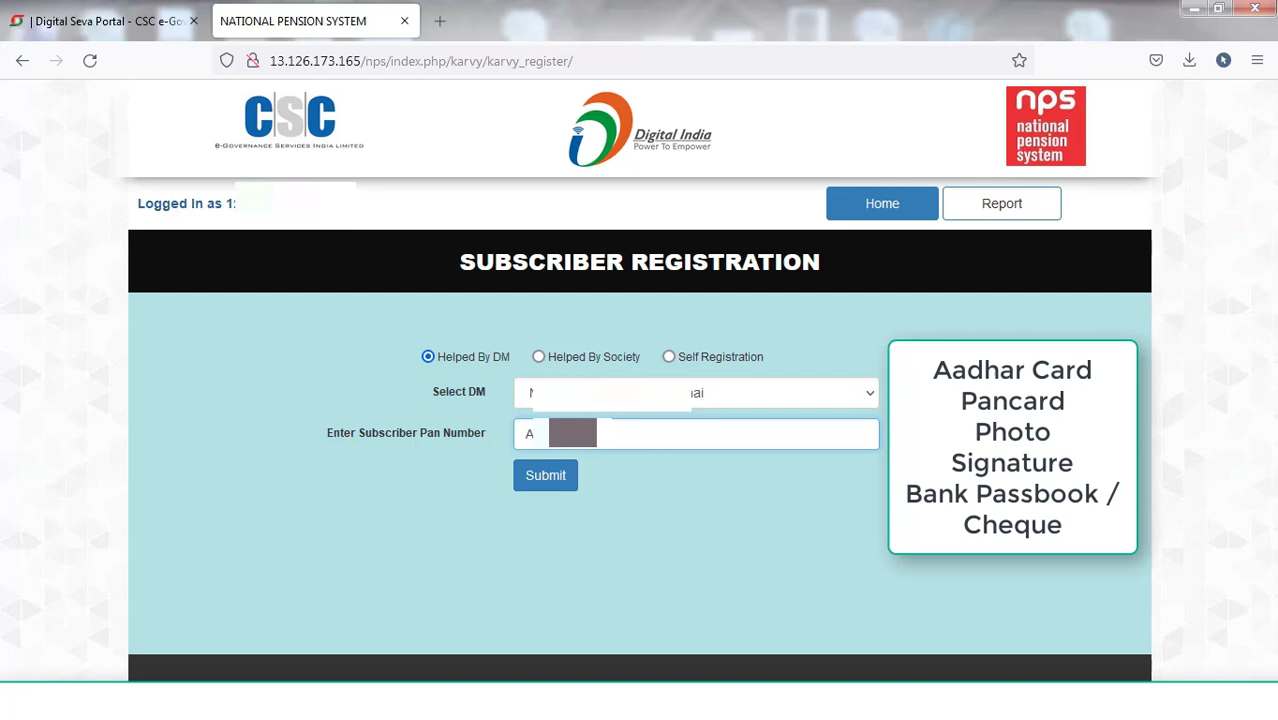 | Digital Seva Portal - CSC e-Gov
NATIONAL PENSION SYSTEM
13.126.173.165/nps/index.php/karvy/karvy_register/
CSC
e-GOVERNANCE SERVICES INDIA LIMITED
Digital India
Power To Empower
nps
national
pension
system
Logged in as 1:
Home
Report
SUBSCRIBER REGISTRATION
Helped By DM
Helped By Society
Self Registration
Select DM
Enter Subscriber Pan Number
A
Submit
Aadhar Card
Pancard
Photo
Signature
Bank Passbook /
Cheque